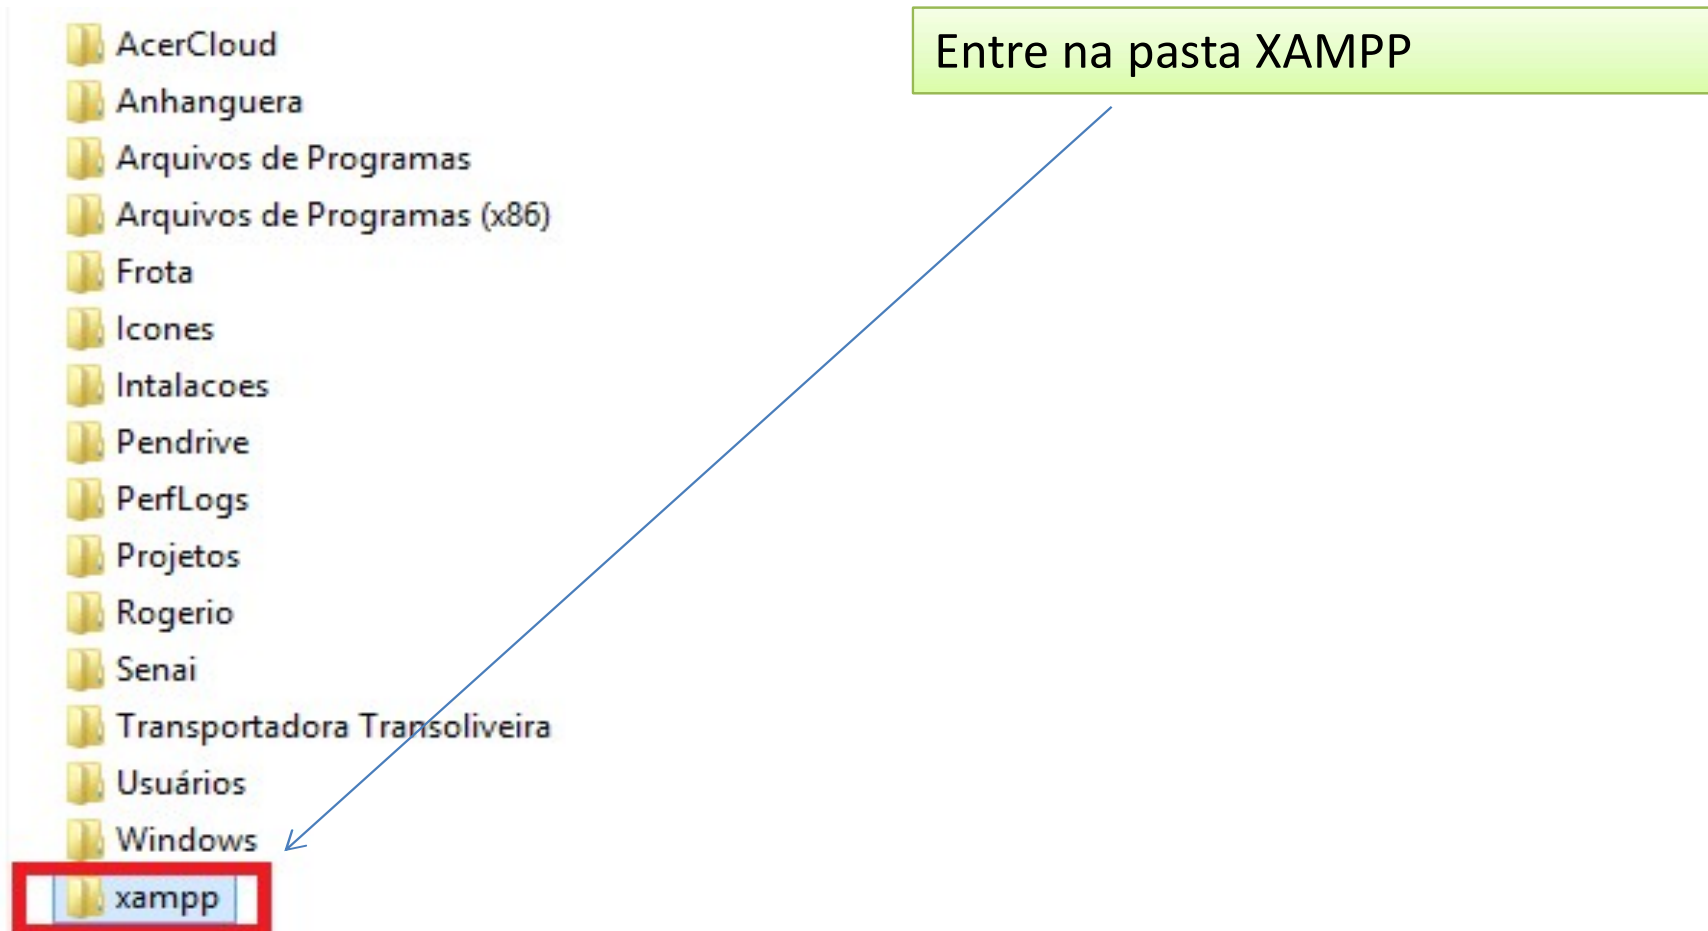 AcerCloud
Entre na pasta XAMPP
Anhanguera
Arquivos de Programas
Arquivos de Programas (x86)
Frota
Icones
Intalacoes
Pendrive
PerfLogs
Projetos
Rogerio
Senai
Transportadora Transoliveira
Usuários
Windows
xampp